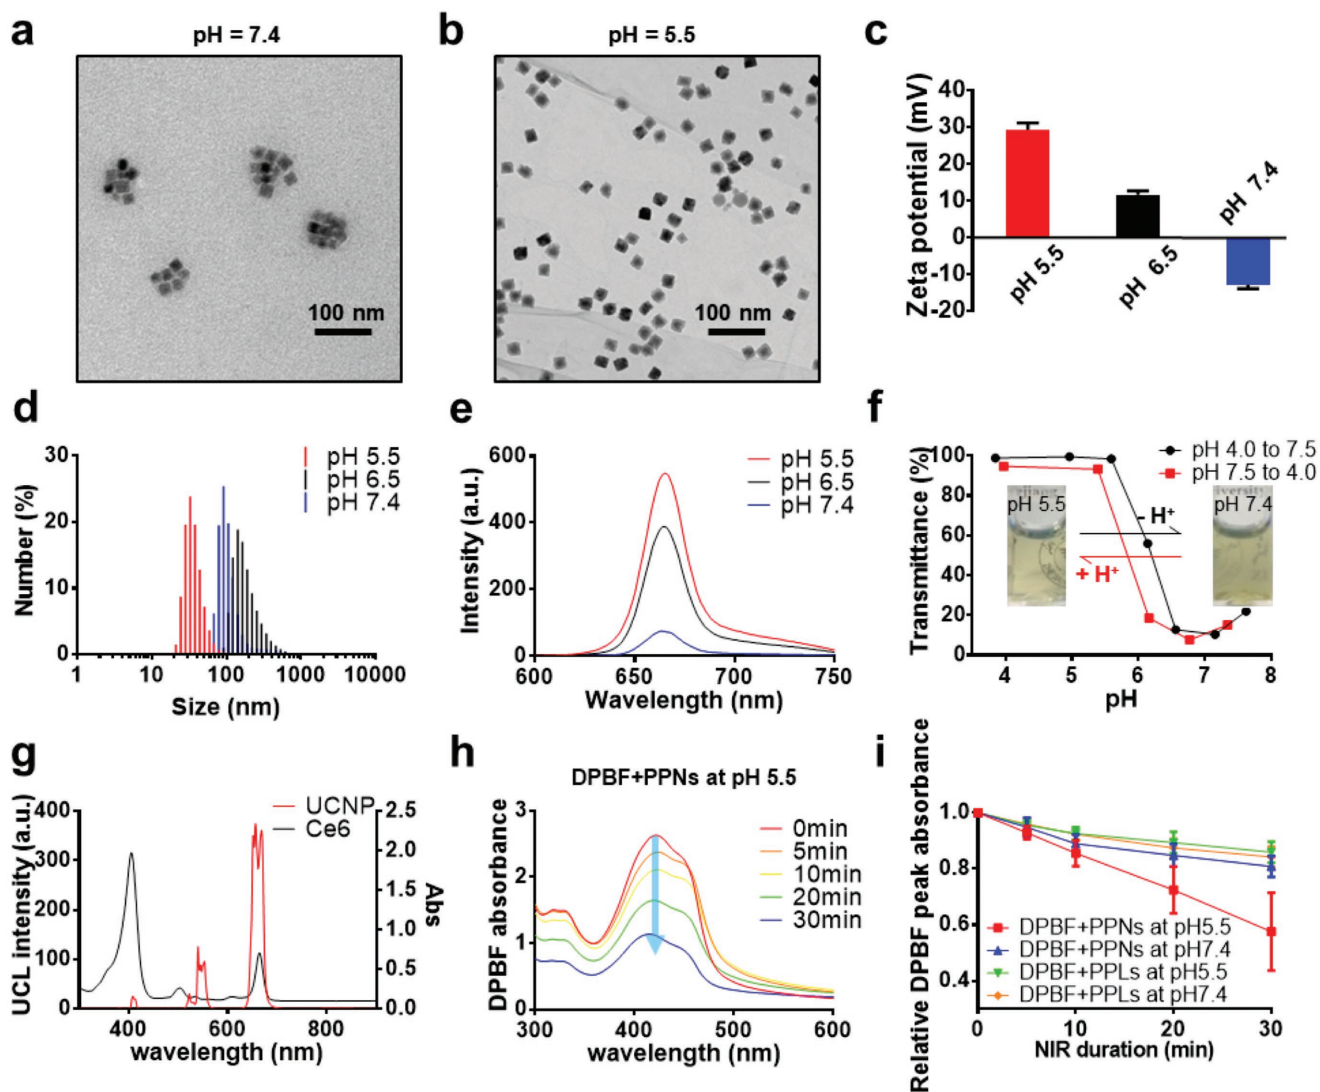 a
pH = 7.4
100 nm
b
pH = 5.5
100 nm
c
Zeta potential (mV)
40
30
20
10
0
-10
-20
pH 5.5
pH 6.5
pH 7.4
d
Number (%)
30
20
10
0
pH 5.5
pH 6.5
pH 7.4
1 10 100 1000 10000
Size (nm)
e
Intensity (a.u.)
600
400
200
0
pH 5.5
pH 6.5
pH 7.4
600 650 700 750
Wavelength (nm)
f
Transmittance (%)
100
80
60
40
20
0
pH 4.0 to 7.5
pH 7.5 to 4.0
pH 5.5
- H⁺
+ H⁺
iversity
pH 7.4
4 5 6 7 8
pH
g
UCL intensity (a.u.)
400
300
200
100
0
UCNP
Ce6
2.5
2.0
1.5
1.0
0.5
0.0
Abs
400 600 800
wavelength (nm)
h
DPBF+PPNs at pH 5.5
DPBF absorbance
3
2
1
0
0min
5min
10min
20min
30min
300 400 500 600
wavelength (nm)
i
Relative DPBF peak absorbance
1.0
0.8
0.6
0.4
DPBF+PPNs at pH5.5
DPBF+PPNs at pH7.4
DPBF+PPLs at pH5.5
DPBF+PPLs at pH7.4
0 10 20 30
NIR duration (min)